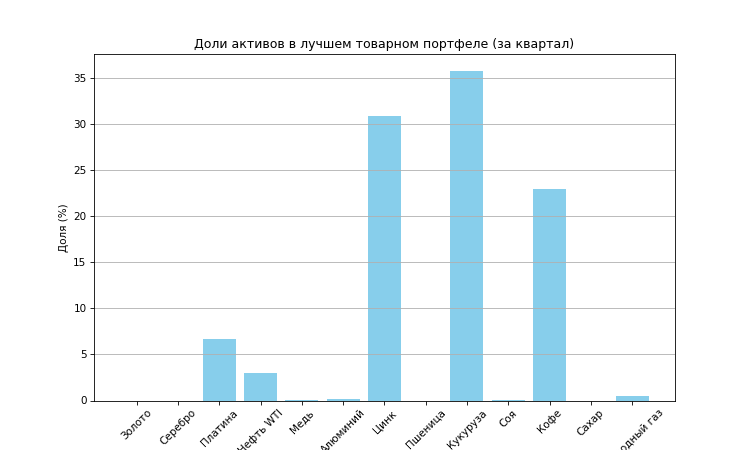 Доли активов в лучшем товарном портфеле (за квартал)
Доля (%)
35
30
25
20
15
10
5
0
Золото
Серебро
Платина
Нефть WTI
Медь
Алюминий
Цинк
Пшеница
Кукуруза
Соя
Кофе
Сахар
газ